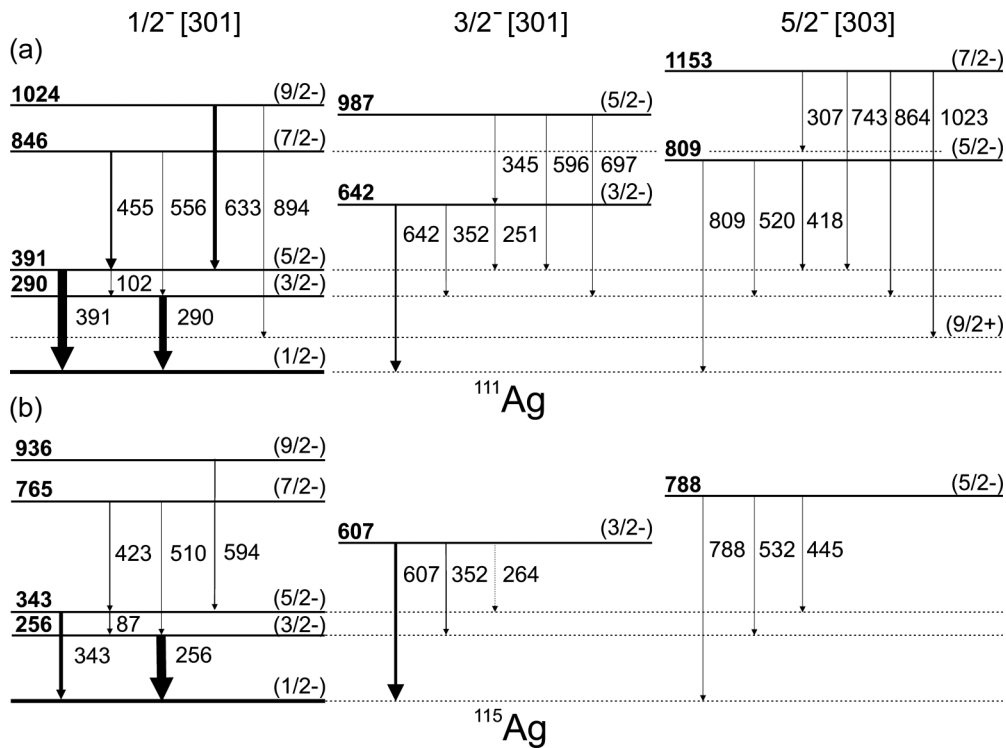 1/2⁻ [301] 3/2⁻ [301] 5/2⁻ [303]
(a)
1153 (7/2-)
1024 (9/2-) 987 (5/2-)
307 743 864 1023
846 (7/2-) 809 (5/2-)
345 596 697
642 (3/2-)
455 556 633 894
809 520 418
642 352 251
391 (5/2-)
102
290 (3/2-)
391 290
(9/2+)
(1/2-)
¹¹¹Ag
(b)
936 (9/2-)
765 (7/2-) 788 (5/2-)
607 (3/2-)
423 510 594
788 532 445
607 352 264
343 (5/2-)
87
256 (3/2-)
343 256
(1/2-)
¹¹⁵Ag